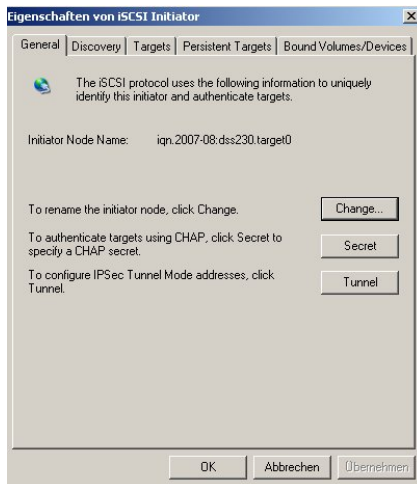 Eigenschaften von iSCSI Initiator
General Discovery Targets Persistent Targets Bound Volumes/Devices
The iSCSI protocol uses the following information to uniquely
identify this initiator and authenticate targets.
Initiator Node Name: iqn.2007-08:dss230.target0
To rename the initiator node, click Change.
Change...
To authenticate targets using CHAP, click Secret to
specify a CHAP secret.
Secret
To configure IPSec Tunnel Mode addresses, click
Tunnel.
Tunnel
OK Abbrechen Übernehmen